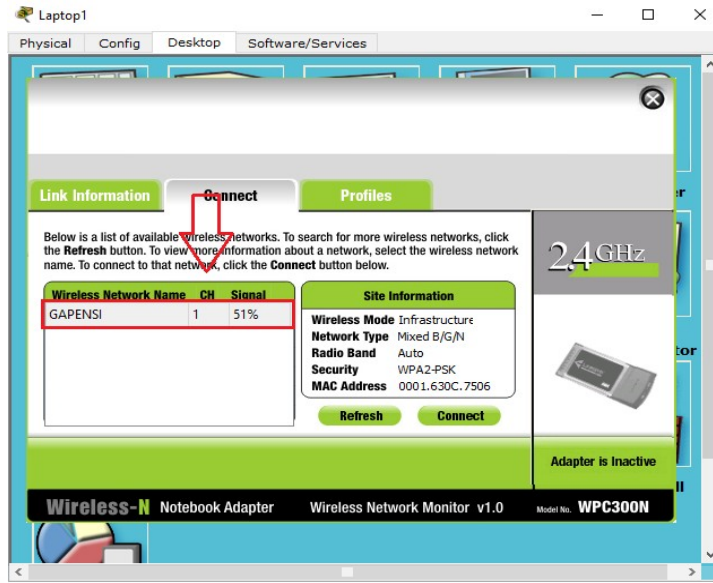 Laptop1
Physical Config Desktop Software/Services
Link Information Connect Profiles
Below is a list of available wireless networks. To search for more wireless networks, click
the Refresh button. To view more information about a network, select the wireless network
name. To connect to that network, click the Connect button below.
2.4GHz
Wireless Network Name CH Signal
GAPENSI 1 51%
Site Information
Wireless Mode Infrastructure
Network Type Mixed B/G/N
Radio Band Auto
Security WPA2-PSK
MAC Address 0001.630C.7506
Refresh Connect
Adapter is Inactive
Wireless-N Notebook Adapter Wireless Network Monitor v1.0 Model No. WPC300N